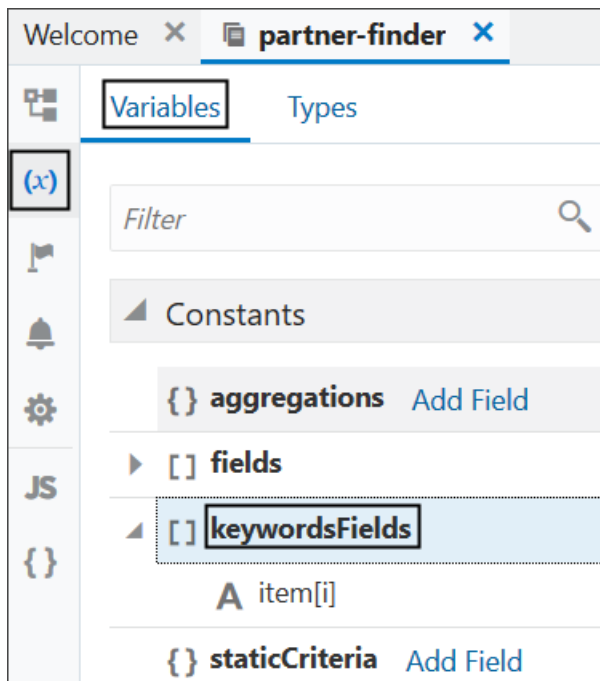 Welcome partner-finder
Variables Types
(x)
Filter
Constants
{ } aggregations Add Field
[ ] fields
JS
[ ] keywordsFields
{ }
A item[i]
{ } staticCriteria Add Field